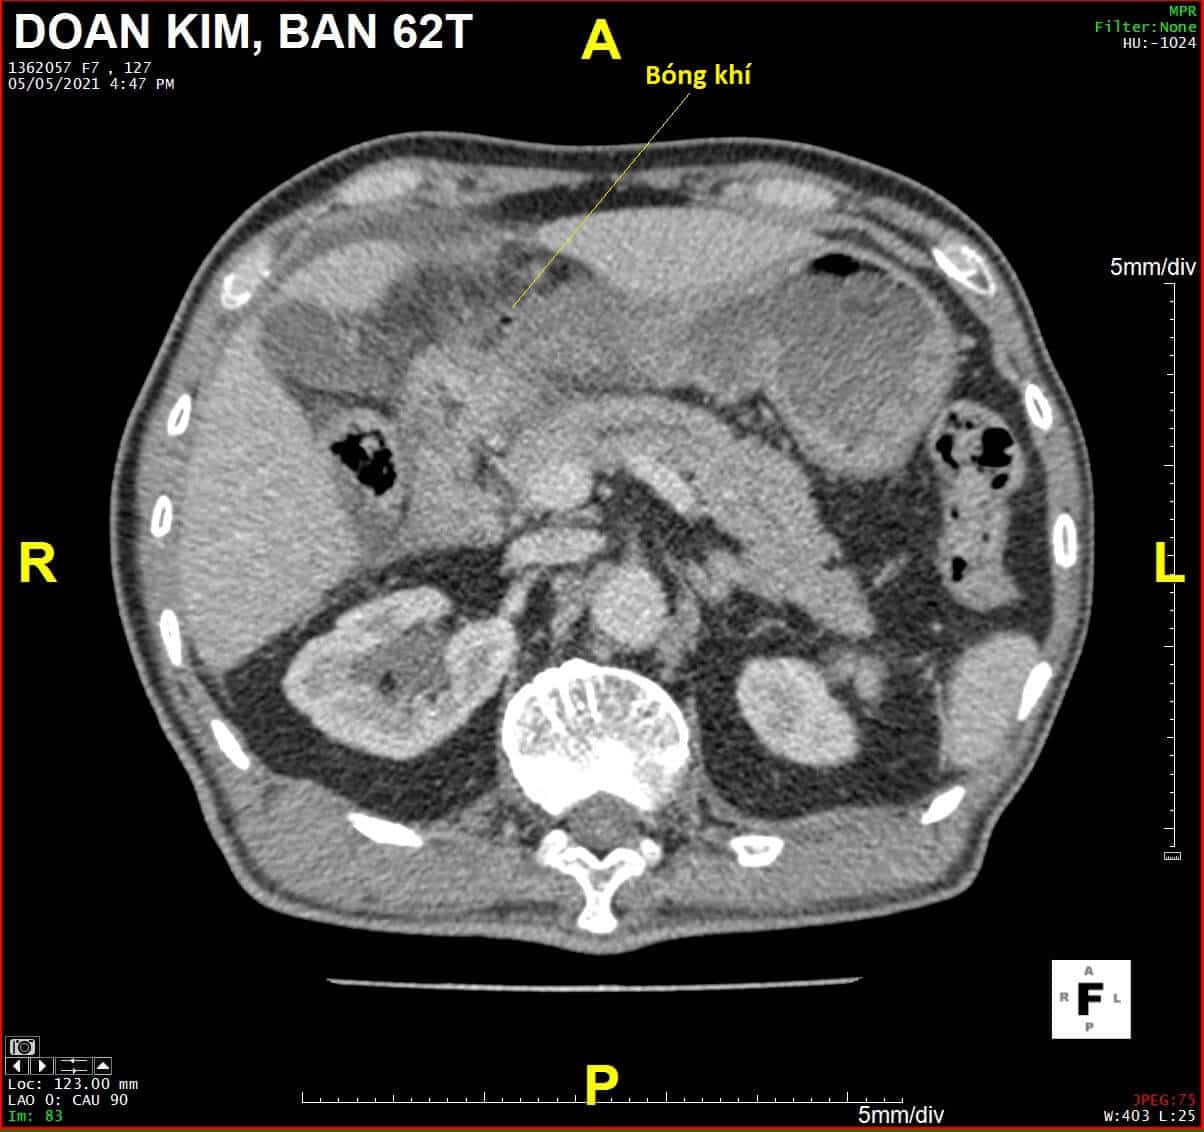 DOAN KIM, BAN 62T
1362057 F7 , 127
05/05/2021 4:47 PM
A
MPR
Filter:None
HU:-1024
Bóng khí
5mm/div
R
L
A
R F L
P
Loc: 123.00 mm
LAO 0: CAU 90
Im: 83
P
5mm/div
JPEG:75
W:403 L:25